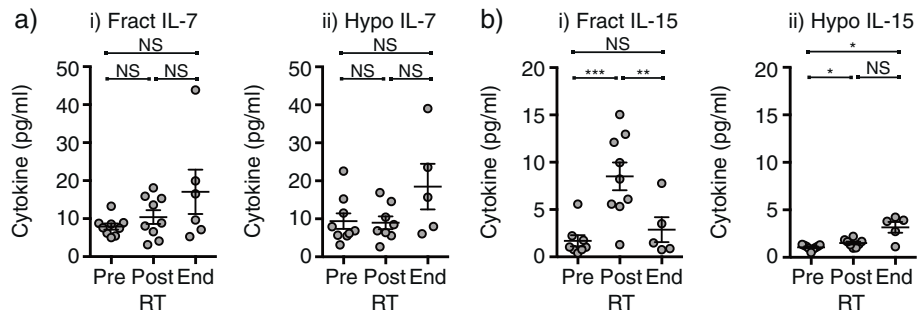 a) b)
i) Fract IL-7 ii) Hypo IL-7 i) Fract IL-15 ii) Hypo IL-15
NS NS NS *
NS NS NS NS *** ** * NS
Cytokine (pg/ml) Cytokine (pg/ml) Cytokine (pg/ml) Cytokine (pg/ml)
50 50 20 20
40 40 15 15
30 30 10 10
20 20 5 5
10 10 0 0
0 0
Pre Post End Pre Post End Pre Post End Pre Post End
RT RT RT RT